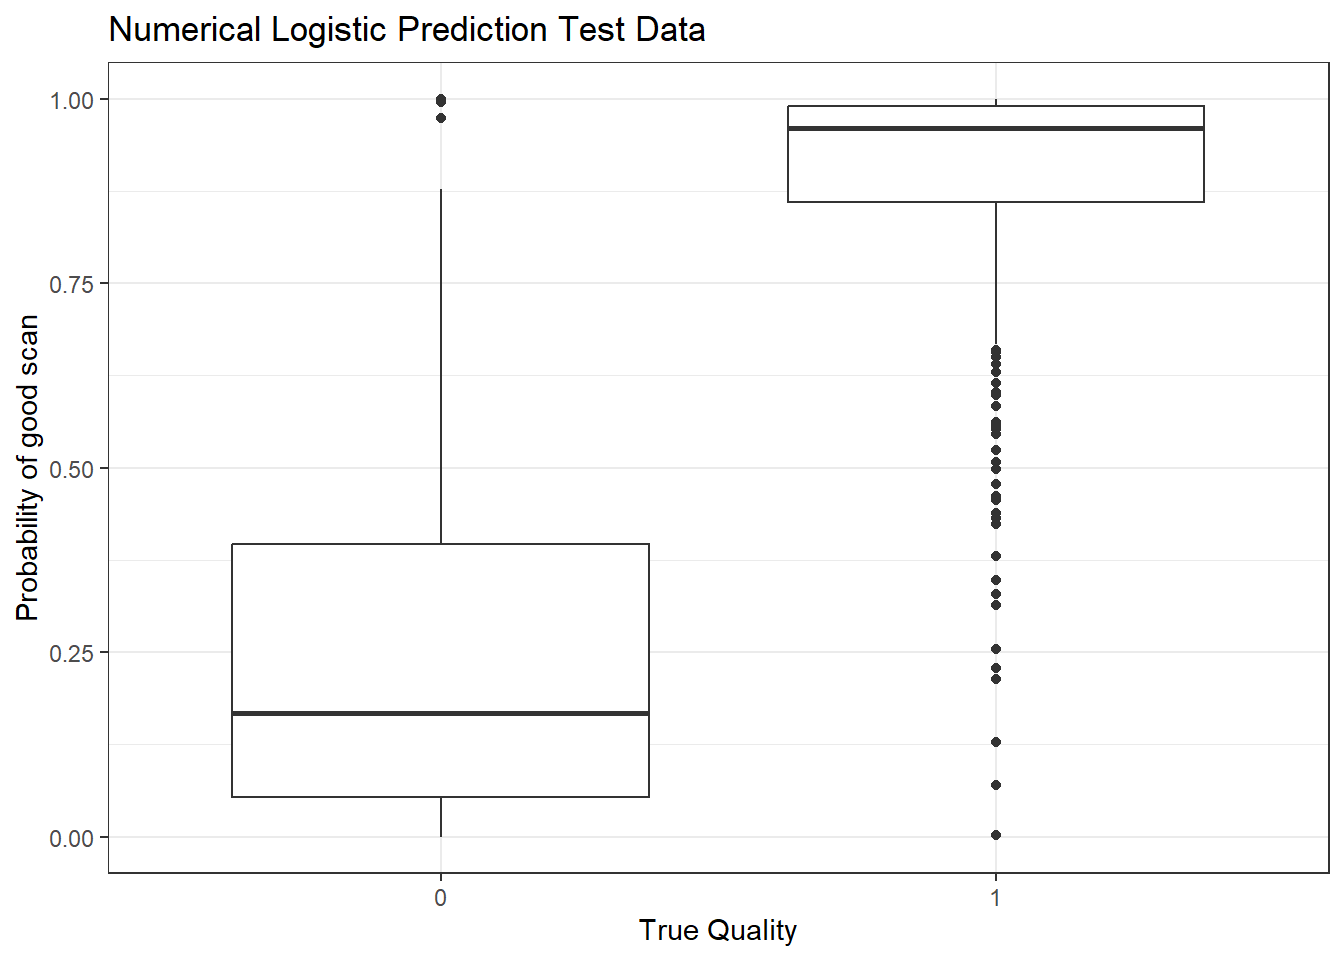 Numerical Logistic Prediction Test Data
Probability of good scan
1.00
0.75
0.50
0.25
0.00
0 1
True Quality